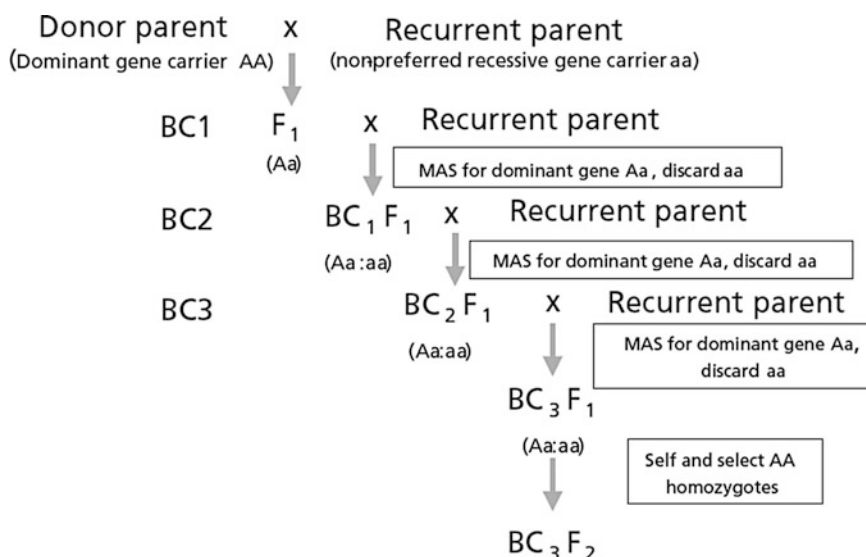 Donor parent x Recurrent parent
(Dominant gene carrier AA) (nonpreferred recessive gene carrier aa)
BC1 F₁ x Recurrent parent
(Aa)
MAS for dominant gene Aa, discard aa
BC2 BC₁F₁ x Recurrent parent
(Aa:aa)
MAS for dominant gene Aa, discard aa
BC3 BC₂F₁ x Recurrent parent
(Aa:aa)
MAS for dominant gene Aa,
discard aa
BC₃F₁
(Aa:aa)
Self and select AA
homozygotes
BC₃F₂